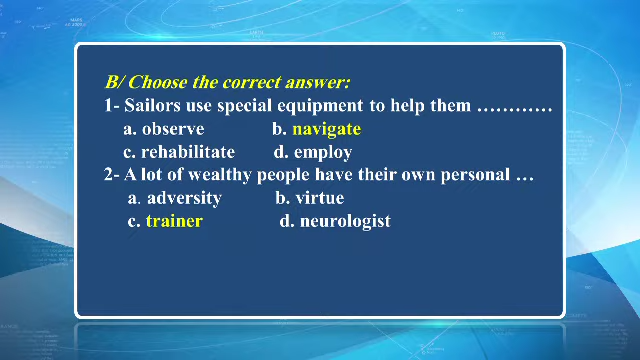 B/ Choose the correct answer:
1- Sailors use special equipment to help them …………
a. observe b. navigate
c. rehabilitate d. employ
2- A lot of wealthy people have their own personal …
a. adversity b. virtue
c. trainer d. neurologist